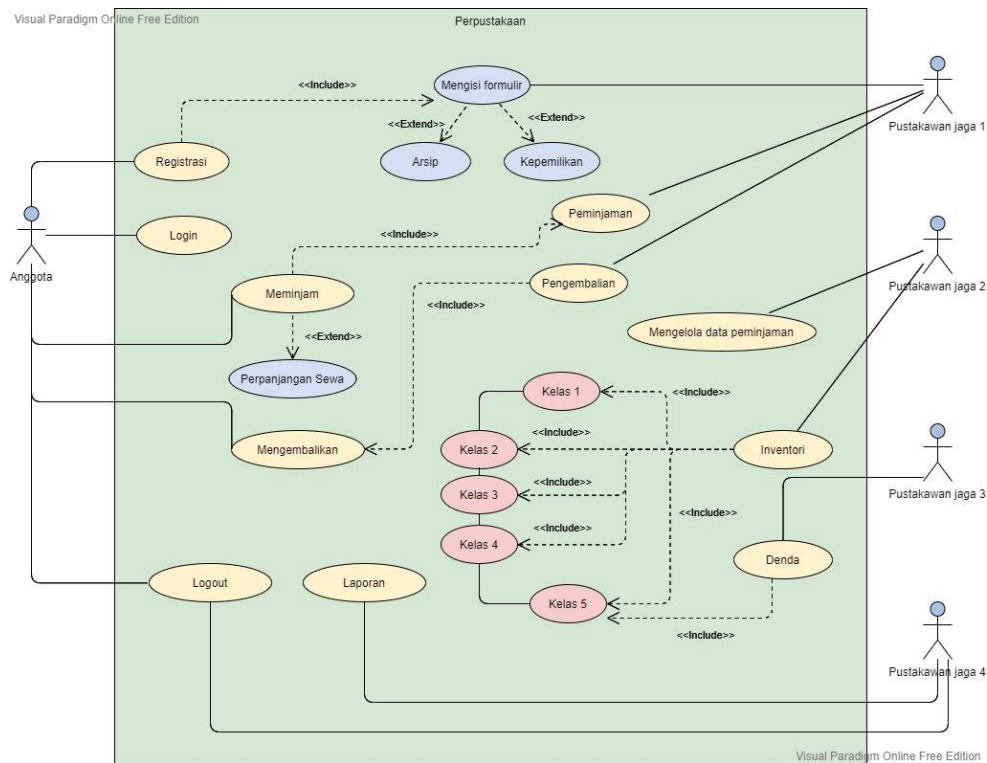 Visual Paradigm Online Free Edition
Perpustakaan
<<Include>>
Mengisi formulir
<<Extend>>
<<Extend>>
Pustakawan jaga 1
Registrasi
Arsip
Kepemilikan
Peminjaman
Login
<<Include>>
Anggota
Pengembalian
Pustakawan jaga 2
Meminjam
<<Include>>
<<Extend>>
Mengelola data peminjaman
Perpanjangan Sewa
Kelas 1
<<Include>>
<<Include>>
Mengembalikan
Kelas 2
Inventori
<<Include>>
Kelas 3
Pustakawan jaga 3
<<Include>>
<<Include>>
Kelas 4
Denda
Logout
Laporan
Kelas 5
<<Include>>
Pustakawan jaga 4
Visual Paradigm Online Free Edition